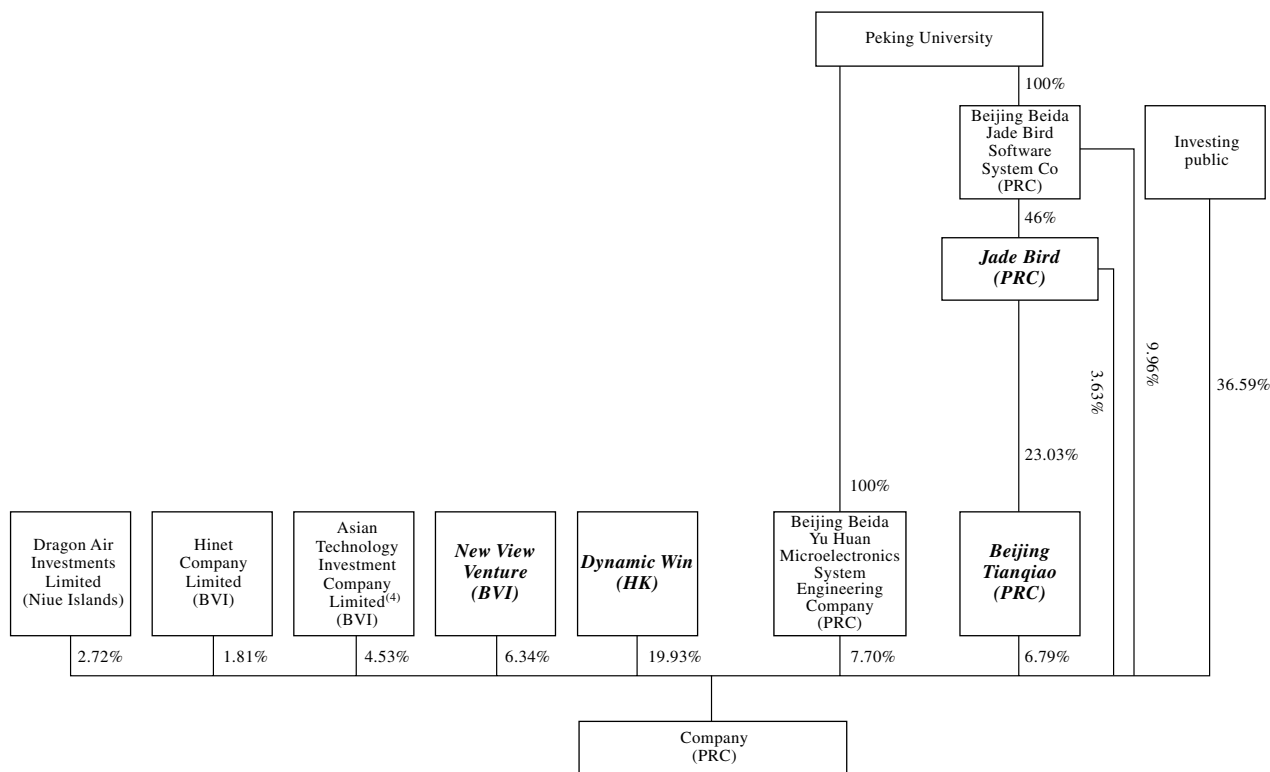 Peking University
100%
Beijing Beida
Jade Bird
Software
System Co
(PRC)
Investing
public
46%
Jade Bird
(PRC)
9.96%
3.63%
36.59%
23.03%
100%
Dragon Air
Investments
Limited
(Niue Islands)
Hinet
Company
Limited
(BVI)
Asian
Technology
Investment
Company
Limited(4)
(BVI)
New View
Venture
(BVI)
Dynamic Win
(HK)
Beijing Beida
Yu Huan
Microelectronics
System
Engineering
Company
(PRC)
Beijing
Tianqiao
(PRC)
2.72%
1.81%
4.53%
6.34%
19.93%
7.70%
6.79%
Company
(PRC)